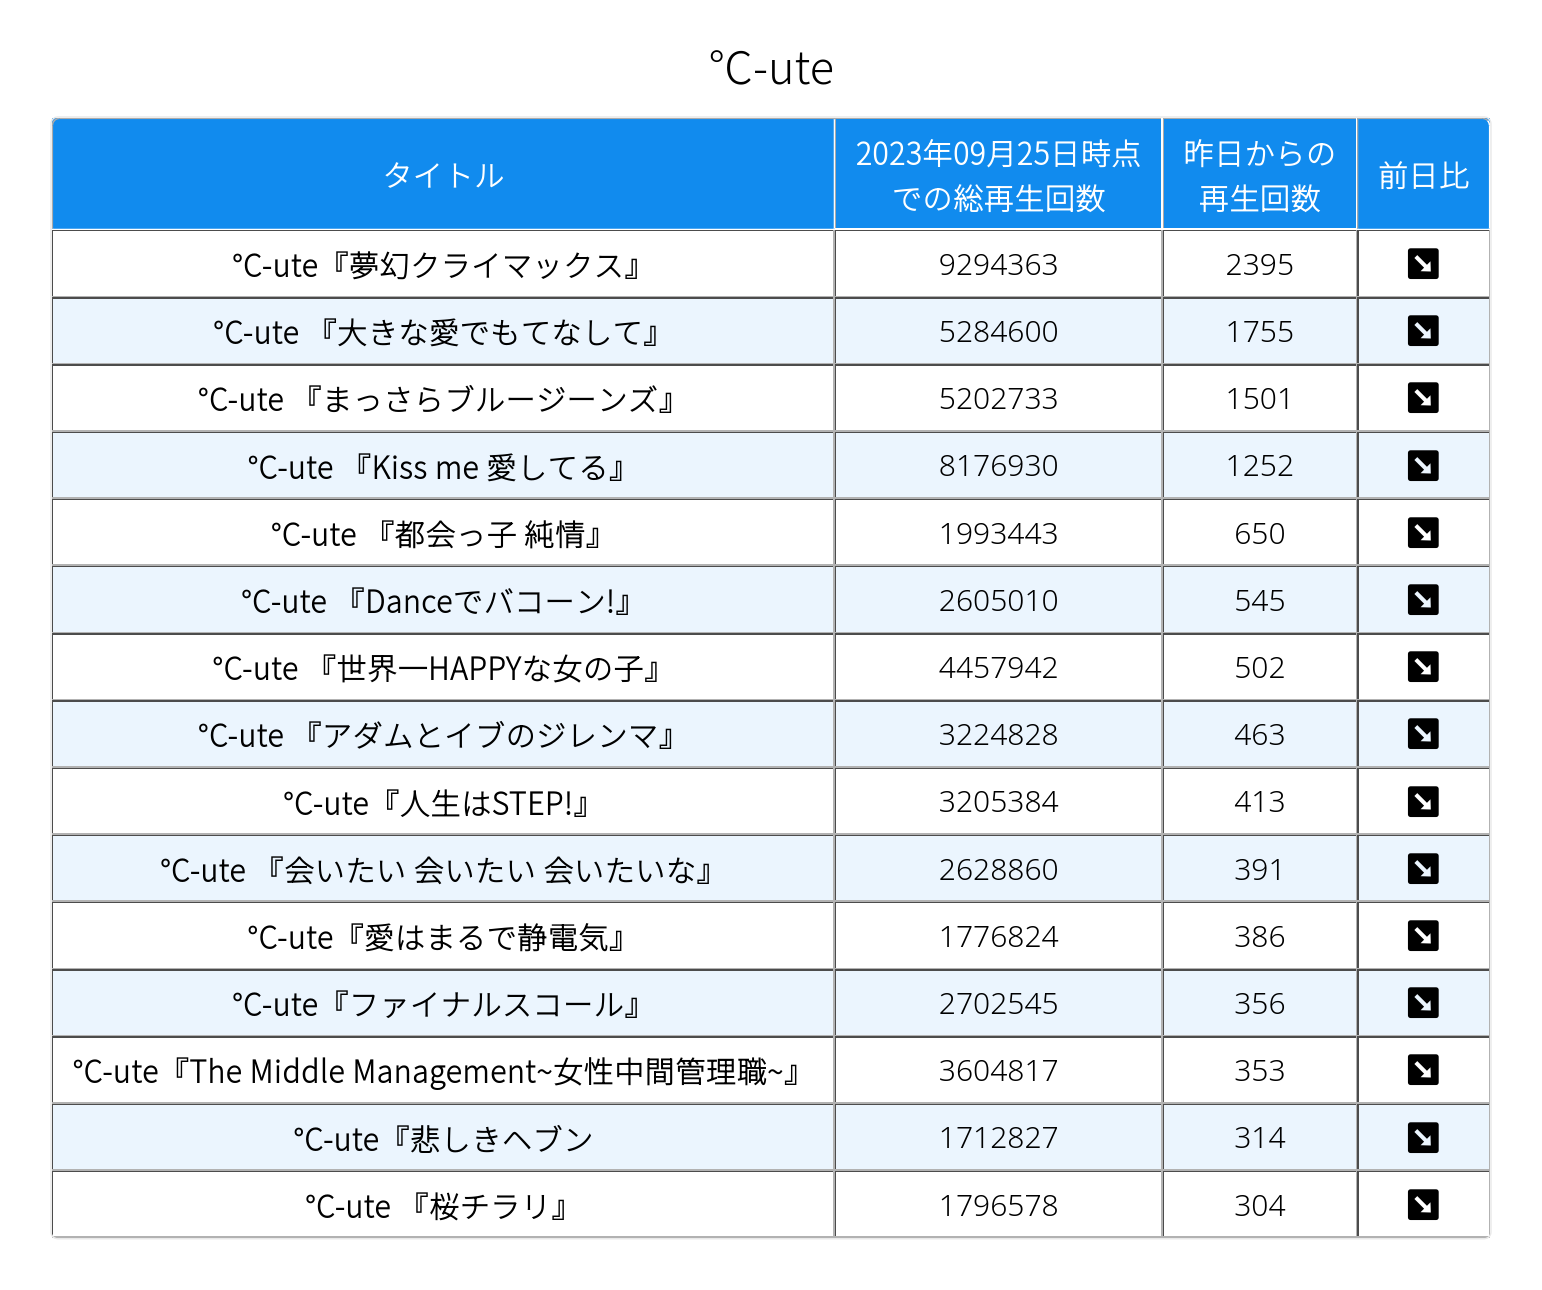 ℃-ute
タイトル
2023年09月25日時点
での総再生回数
昨日からの
再生回数
前日比
℃-ute『夢幻クライマックス』 9294363 2395
℃-ute 『大きな愛でもてなして』 5284600 1755
℃-ute 『まっさらブルージーンズ』 5202733 1501
℃-ute 『Kiss me 愛してる』 8176930 1252
℃-ute 『都会っ子 純情』 1993443 650
℃-ute 『Danceでバコーン!』 2605010 545
℃-ute 『世界一HAPPYな女の子』 4457942 502
℃-ute 『アダムとイブのジレンマ』 3224828 463
℃-ute『人生はSTEP!』 3205384 413
℃-ute 『会いたい 会いたい 会いたいな』 2628860 391
℃-ute『愛はまるで静電気』 1776824 386
℃-ute『ファイナルスコール』 2702545 356
℃-ute『The Middle Management~女性中間管理職~』 3604817 353
℃-ute『悲しきヘブン 1712827 314
℃-ute 『桜チラリ』 1796578 304